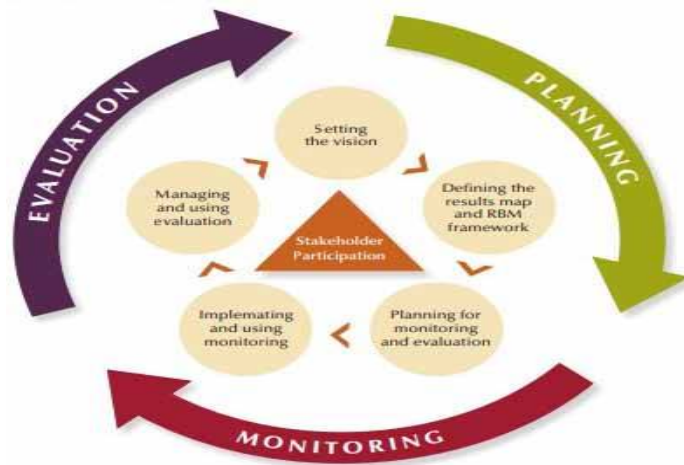 EVALUATION
PLANNING
MONITORING
Setting
the vision
Defining the
results map
and RBM
framework
Planning for
monitoring
and evaluation
Implemating
and using
monitoring
Managing
and using
evaluation
Stakeholder
Participation